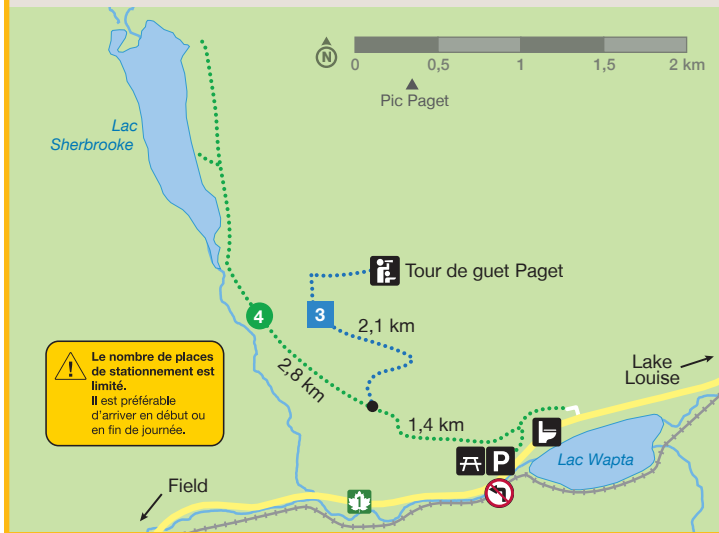 N
0 0,5 1 1,5 2 km
Pic Paget
Lac
Sherbrooke
Tour de guet Paget
4
3
2,1 km
2,8 km
Le nombre de places
de stationnement est
limité.
Il est préférable
d'arriver en début ou
en fin de journée.
Lake
Louise
1,4 km
P
Lac Wapta
Field
1